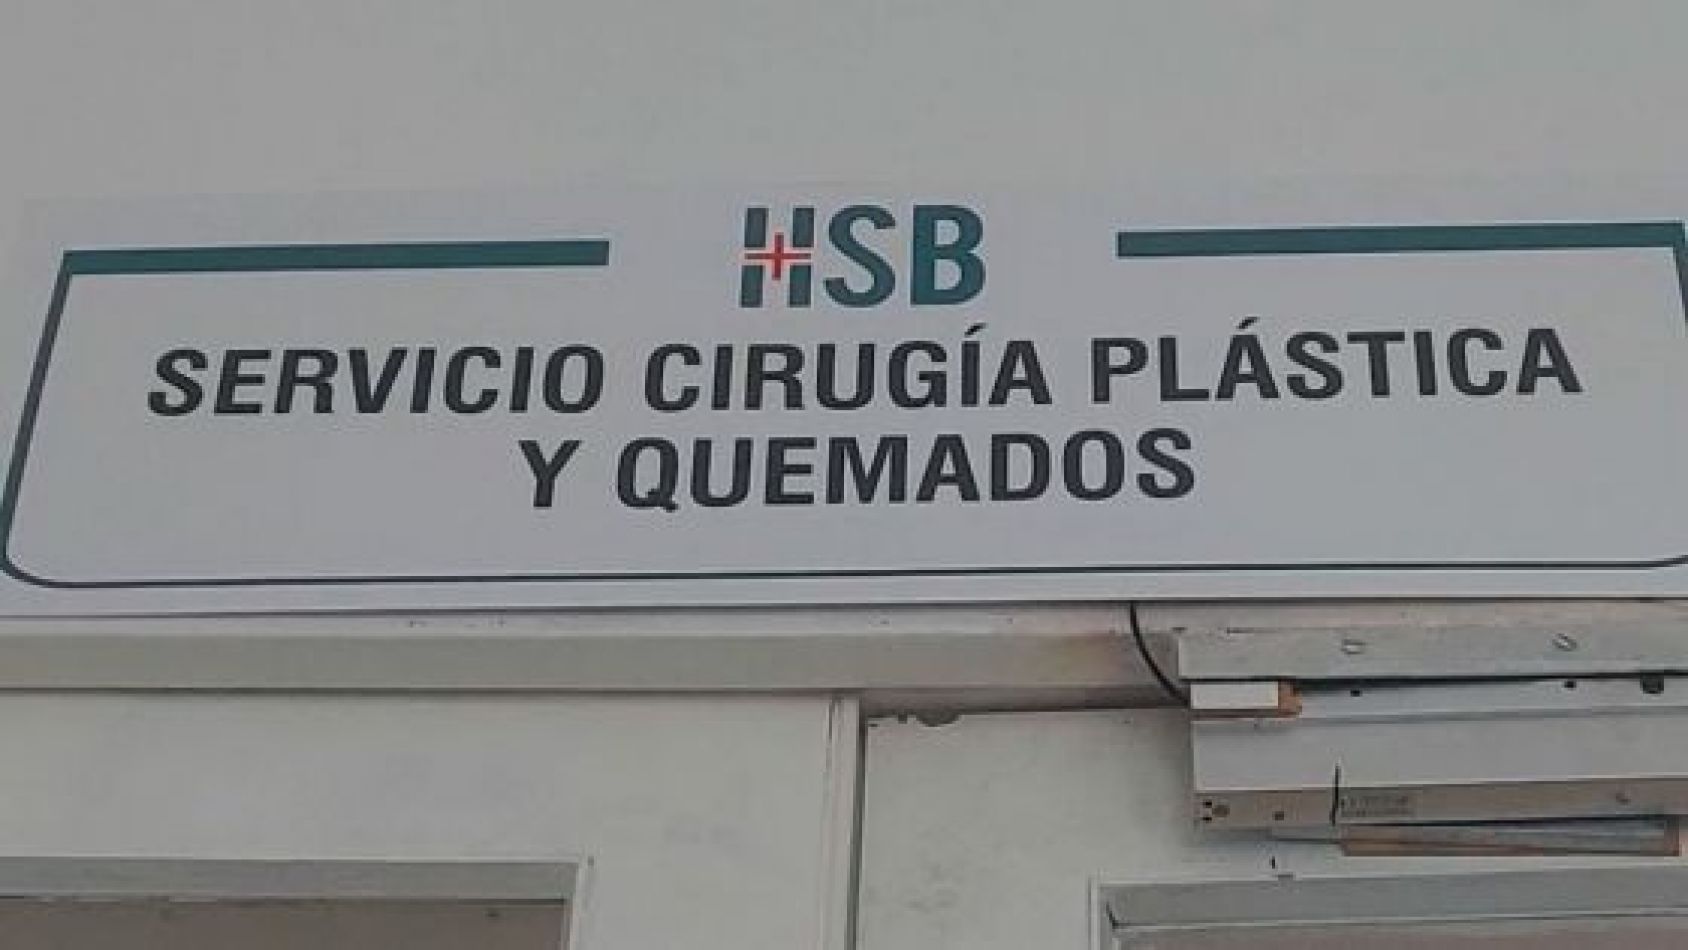 HSB
SERVICIO CIRUGÍA PLÁSTICA
Y QUEMADOS